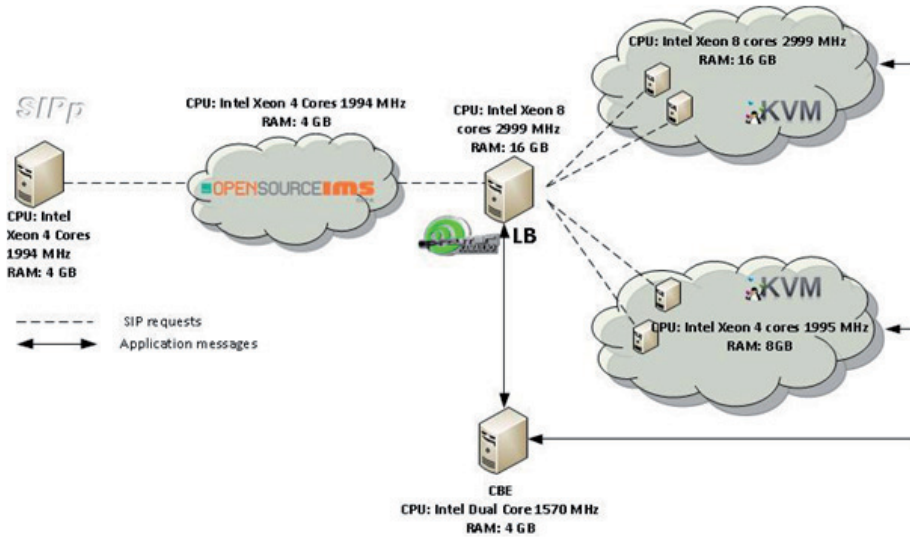 SIPp
CPU: Intel
Xeon 4 Cores
1994 MHz
RAM: 4 GB
CPU: Intel Xeon 4 Cores 1994 MHz
RAM: 4 GB
OPENSOURCEIMS
CPU: Intel Xeon 8
cores 2999 MHz
RAM: 16 GB
LB
CPU: Intel Xeon 8 cores 2999 MHz
RAM: 16 GB
KVM
KVM
CPU: Intel Xeon 4 cores 1995 MHz
RAM: 8GB
SIP requests
Application messages
CBE
CPU: Intel Dual Core 1570 MHz
RAM: 4 GB